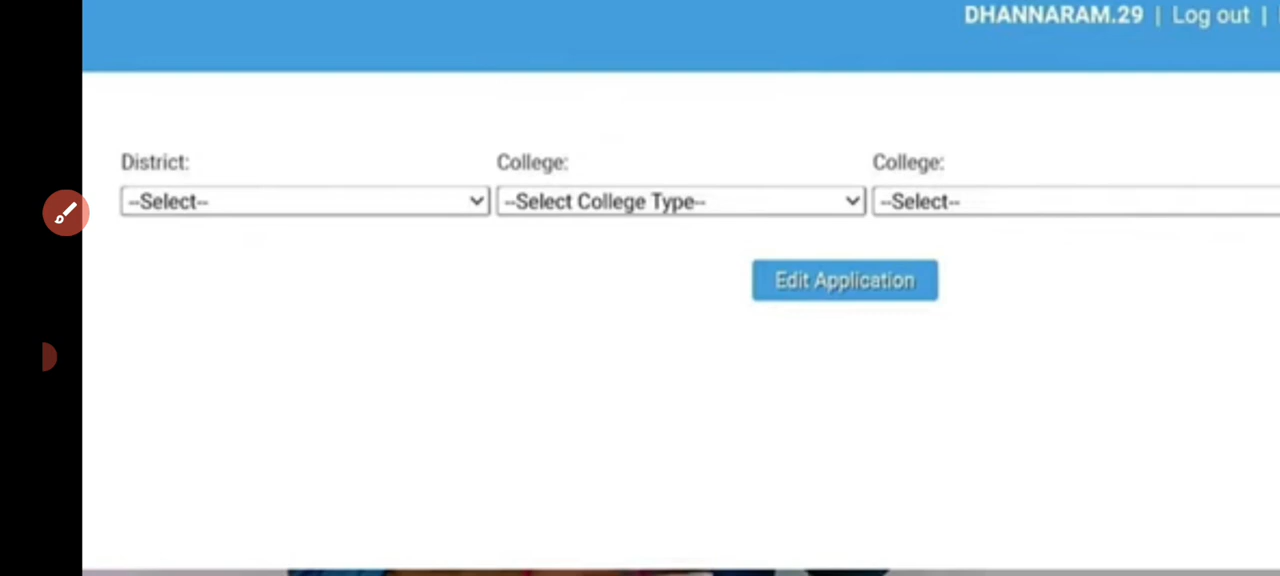 DHANNARAM.29 | Log out |
District: College: College:
--Select-- --Select College Type-- --Select--
Edit Application